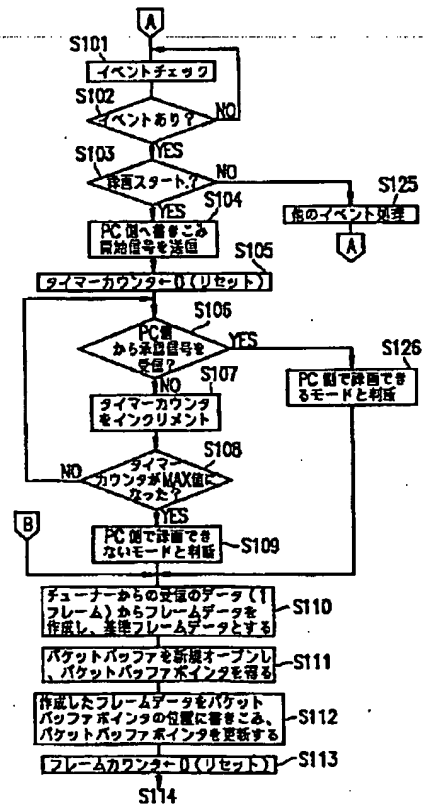 A
S101
イベントチェック
S102
イベントあり?
NO
YES
S103
録画スタート?
NO
YES
S104
S125
PC側へ書きこみ
開始信号を送信
他のイベント処理
A
S105
タイマーカウンタ←0(リセット)
S106
PC側
から承認信号を
受信?
YES
NO
S107
S126
タイマーカウンタ
をインクリメント
PC側で録画でき
るモードと判断
S108
タイマー
カウンタがMAX値に
なった?
NO
YES
B
PC側で録画でき
ないモードと判断
S109
チューナーからの受信のデータ(1
フレーム)からフレームデータを
作成し、基準フレームデータとする
S110
パケットバッファを新規オープンし
、パケットバッファポインタを得る
S111
作成したフレームデータをパケット
バッファポインタの位置に書きこみ、
パケットバッファポインタを更新する
S112
フレームカウンタ←0(リセット)
S113
S114